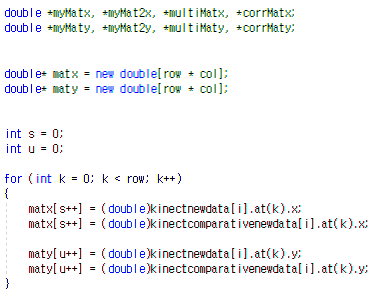 double *myMatx, *myMat2x, *multiMatx, *corrMatx;
double *myMaty, *myMat2y, *multiMaty, *corrMaty;
double* matx = new double[row * col];
double* maty = new double[row * col];
int s = 0;
int u = 0;
for (int k = 0; k < row; k++)
{
matx[s++] = (double)kinectnewdata[i].at(k).x;
matx[s++] = (double)kinectcomparativenewdata[i].at(k).x;
maty[u++] = (double)kinectnewdata[i].at(k).y;
maty[u++] = (double)kinectcomparativenewdata[i].at(k).y;
}